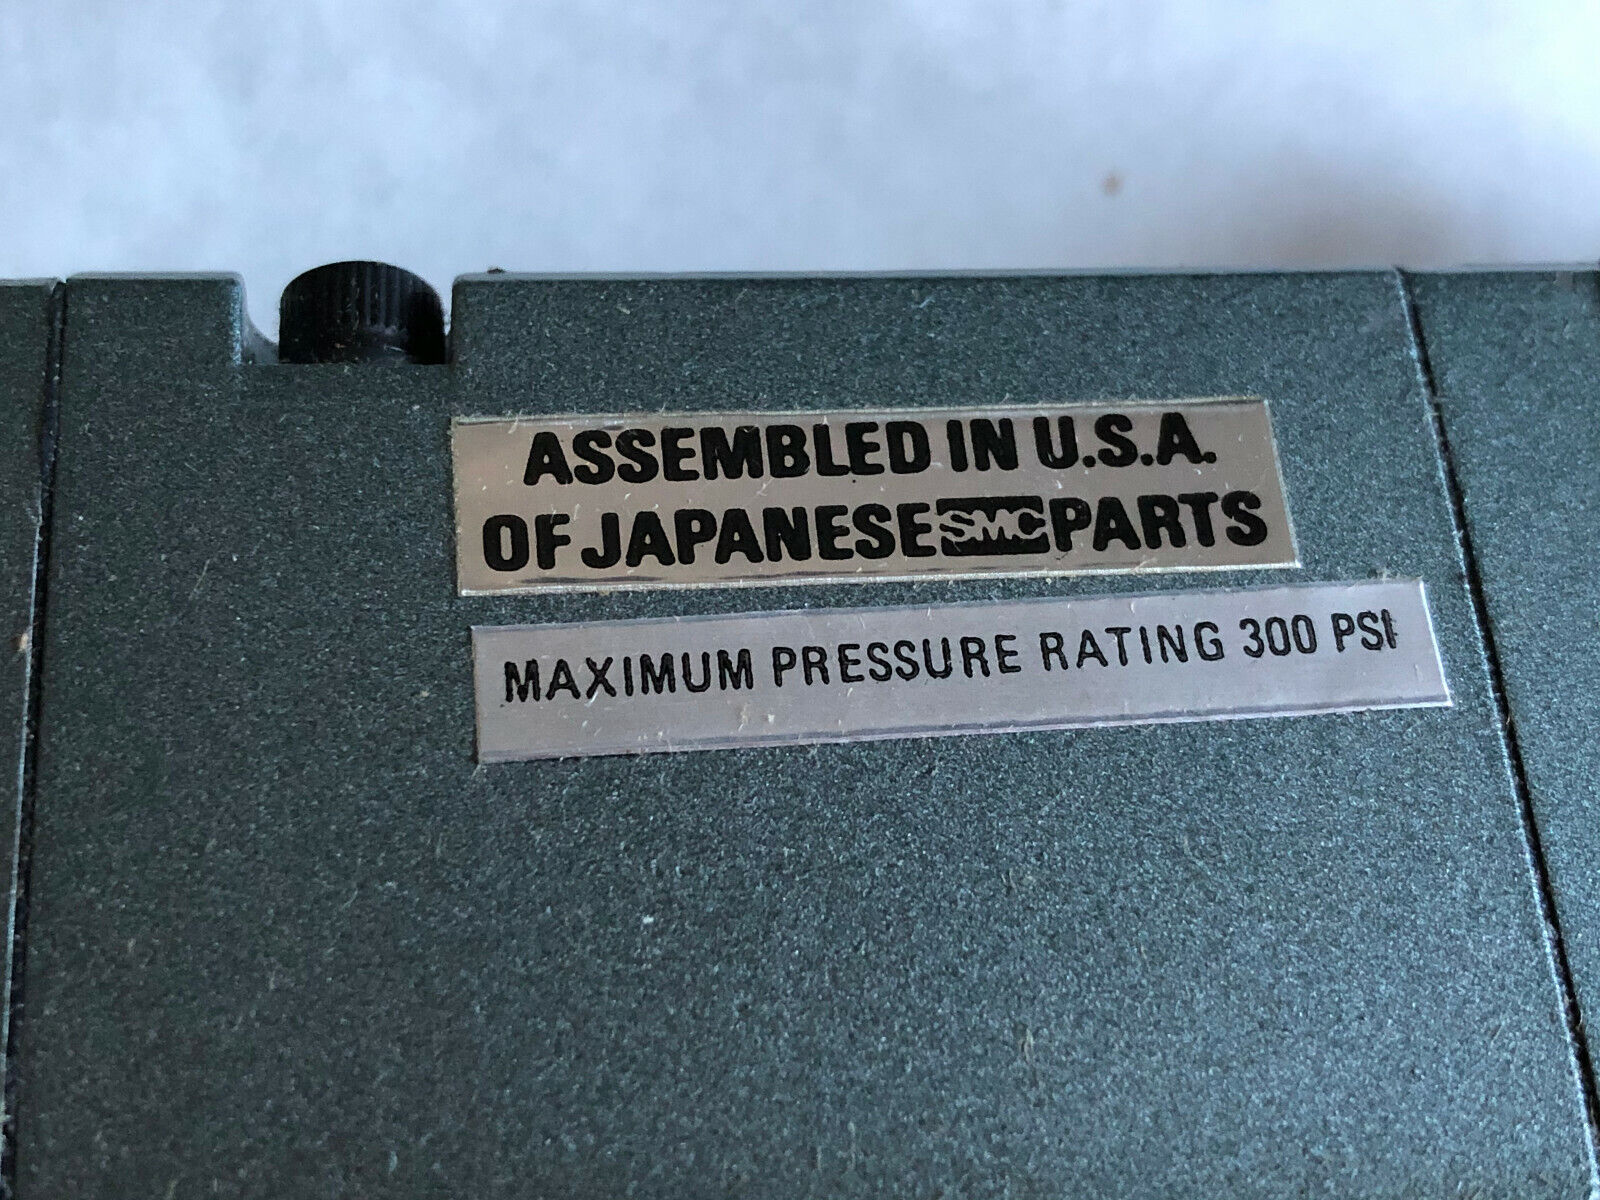 ASSEMBLED IN U.S.A.
OF JAPANESE SMC PARTS
MAXIMUM PRESSURE RATING 300 PSI